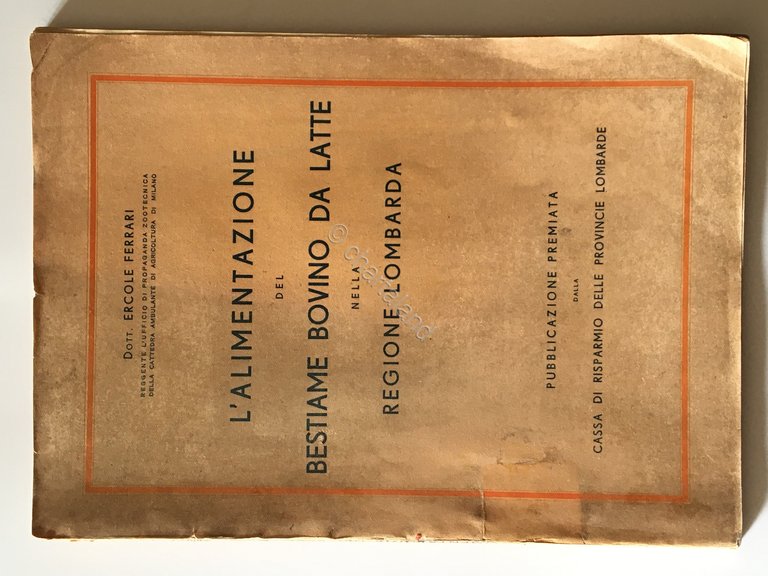 DOTT. ERCOLE FERRARI
REGGENTE L'UFFICIO DI PROPAGANDA ZOOTECNICA
DELLA CATTEDRA AMBULANTE DI AGRICOLTURA DI MILANO
L'ALIMENTAZIONE
DEL
BESTIAME BOVINO DA LATTE
NELLA
REGIONE LOMBARDA
PUBBLICAZIONE PREMIATA
DALLA
CASSA DI RISPARMIO DELLE PROVINCIE LOMBARDE